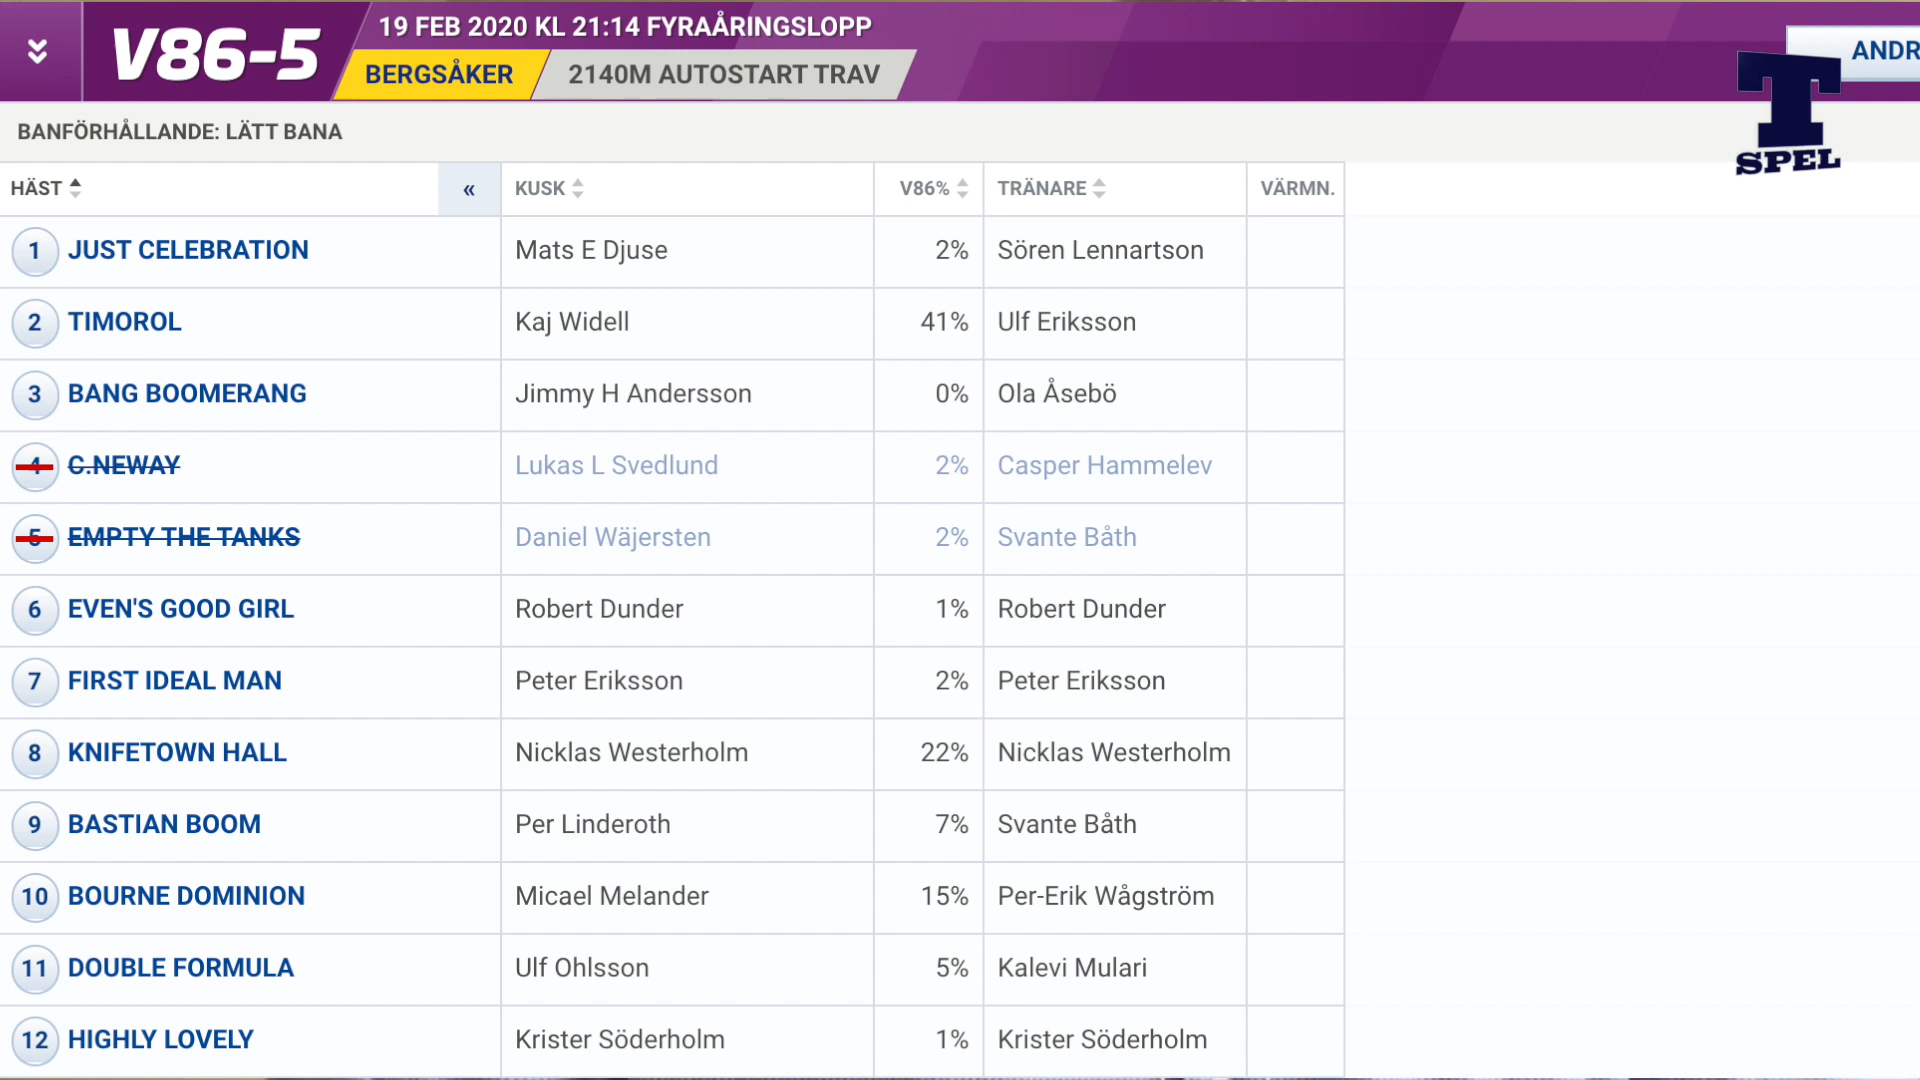 V86-5
19 FEB 2020 KL 21:14 FYRAÅRINGSLOPP
BERGSÅKER
2140M AUTOSTART TRAV
ANDR
T
SPEL
BANFÖRHÅLLANDE: LÄTT BANA
HÄST « KUSK V86% TRÄNARE VÄRMN.
1 JUST CELEBRATION Mats E Djuse 2% Sören Lennartson
2 TIMOROL Kaj Widell 41% Ulf Eriksson
3 BANG BOOMERANG Jimmy H Andersson 0% Ola Åsebö
4 C.NEWAY Lukas L Svedlund 2% Casper Hammelev
5 EMPTY THE TANKS Daniel Wäjersten 2% Svante Båth
6 EVEN'S GOOD GIRL Robert Dunder 1% Robert Dunder
7 FIRST IDEAL MAN Peter Eriksson 2% Peter Eriksson
8 KNIFETOWN HALL Nicklas Westerholm 22% Nicklas Westerholm
9 BASTIAN BOOM Per Linderoth 7% Svante Båth
10 BOURNE DOMINION Micael Melander 15% Per-Erik Wågström
11 DOUBLE FORMULA Ulf Ohlsson 5% Kalevi Mulari
12 HIGHLY LOVELY Krister Söderholm 1% Krister Söderholm